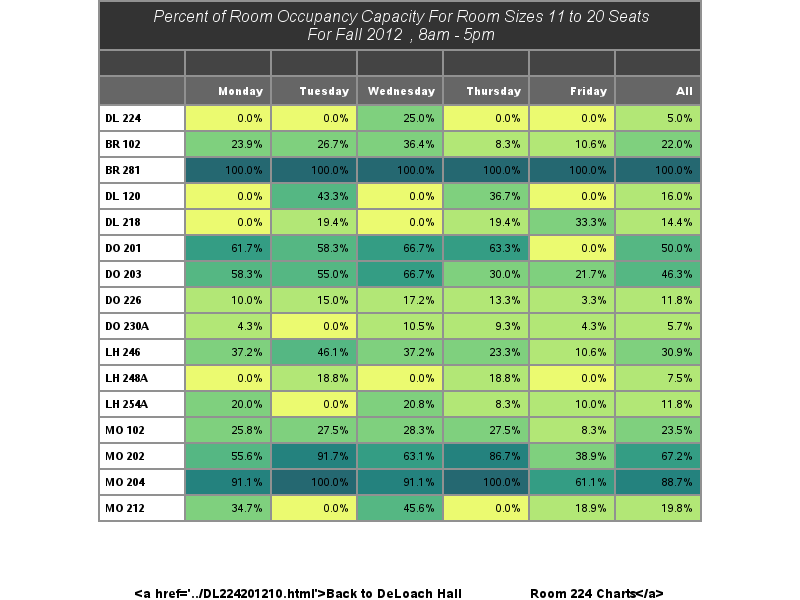 Percent of Room Occupancy Capacity For Room Sizes 11 to 20 Seats
For Fall 2012 , 8am - 5pm
Monday Tuesday Wednesday Thursday Friday All
DL 224 0.0% 0.0% 25.0% 0.0% 0.0% 5.0%
BR 102 23.9% 26.7% 36.4% 8.3% 10.6% 22.0%
BR 281 100.0% 100.0% 100.0% 100.0% 100.0% 100.0%
DL 120 0.0% 43.3% 0.0% 36.7% 0.0% 16.0%
DL 218 0.0% 19.4% 0.0% 19.4% 33.3% 14.4%
DO 201 61.7% 58.3% 66.7% 63.3% 0.0% 50.0%
DO 203 58.3% 55.0% 66.7% 30.0% 21.7% 46.3%
DO 226 10.0% 15.0% 17.2% 13.3% 3.3% 11.8%
DO 230A 4.3% 0.0% 10.5% 9.3% 4.3% 5.7%
LH 246 37.2% 46.1% 37.2% 23.3% 10.6% 30.9%
LH 248A 0.0% 18.8% 0.0% 18.8% 0.0% 7.5%
LH 254A 20.0% 0.0% 20.8% 8.3% 10.0% 11.8%
MO 102 25.8% 27.5% 28.3% 27.5% 8.3% 23.5%
MO 202 55.6% 91.7% 63.1% 86.7% 38.9% 67.2%
MO 204 91.1% 100.0% 91.1% 100.0% 61.1% 88.7%
MO 212 34.7% 0.0% 45.6% 0.0% 18.9% 19.8%
<a href='../DL224201210.html'>Back to DeLoach Hall Room 224 Charts</a>